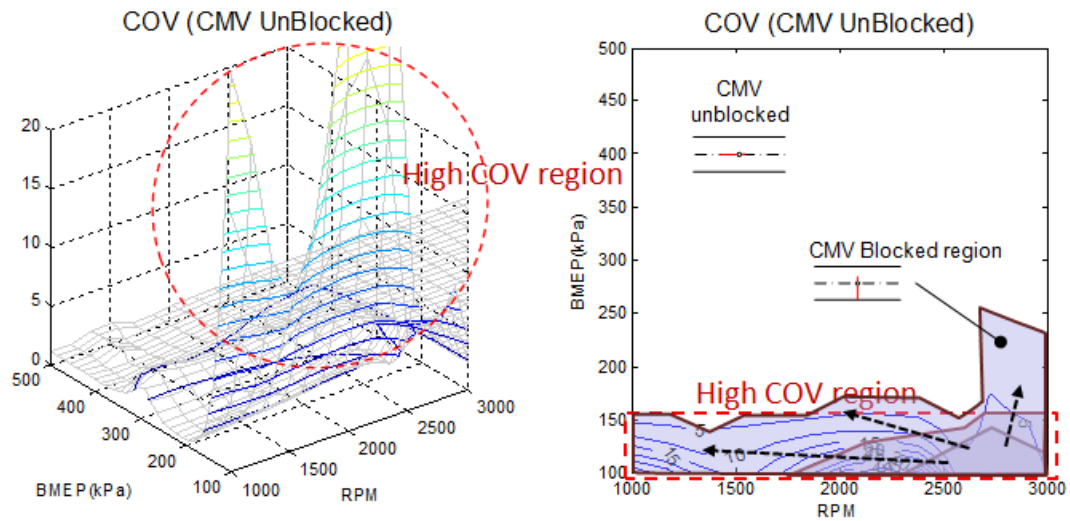 COV (CMV UnBlocked)
20
15
10
5
0
500
400
300
200
100
BMEP(kPa)
1000
1500
2000
2500
3000
RPM
High COV region
COV (CMV UnBlocked)
500
450
400
350
300
250
200
150
100
BMEP(kPa)
CMV
unblocked
CMV Blocked region
High COV region
5
10
15
1000
1500
2000
2500
3000
RPM